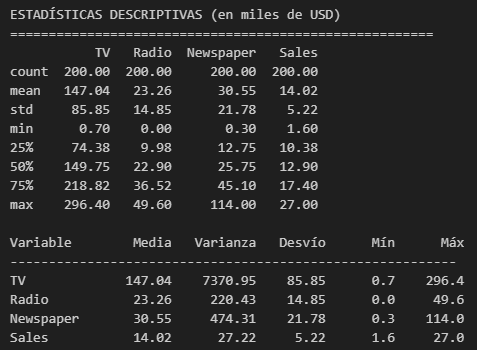 ESTADÍSTICAS DESCRIPTIVAS (en miles de USD)
=======================================================
TV Radio Newspaper Sales
count 200.00 200.00 200.00 200.00
mean 147.04 23.26 30.55 14.02
std 85.85 14.85 21.78 5.22
min 0.70 0.00 0.30 1.60
25% 74.38 9.98 12.75 10.38
50% 149.75 22.90 25.75 12.90
75% 218.82 36.52 45.10 17.40
max 296.40 49.60 114.00 27.00
Variable Media Varianza Desvío Mín Máx
----------------------------------------------------------
TV 147.04 7370.95 85.85 0.7 296.4
Radio 23.26 220.43 14.85 0.0 49.6
Newspaper 30.55 474.31 21.78 0.3 114.0
Sales 14.02 27.22 5.22 1.6 27.0